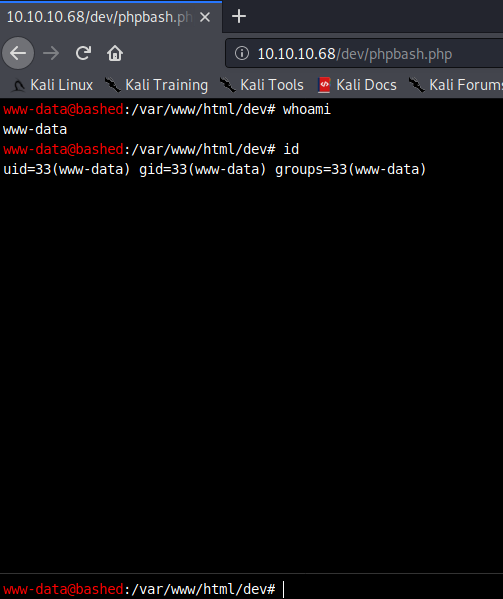 10.10.10.68/dev/phpbash.ph
10.10.10.68/dev/phpbash.php
Kali Linux Kali Training Kali Tools Kali Docs Kali Forums
www-data@bashed:/var/www/html/dev# whoami
www-data
www-data@bashed:/var/www/html/dev# id
uid=33(www-data) gid=33(www-data) groups=33(www-data)
www-data@bashed:/var/www/html/dev#